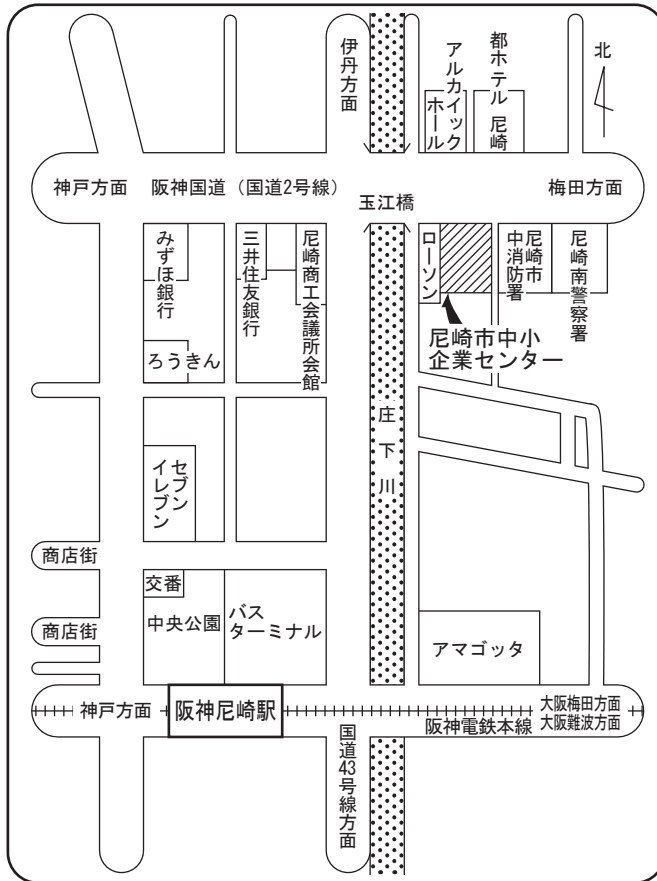 伊丹方面
アルカイック
ホール
都ホテル 尼崎
北
神戸方面
阪神国道（国道2号線）
玉江橋
梅田方面
みずほ銀行
三井住友銀行
尼崎商工会議所会館
ローソン
尼崎市
中消防署
尼崎南警察署
尼崎市中小
企業センター
ろうきん
庄下川
セブン
イレブン
商店街
交番
中央公園
バス
ターミナル
商店街
アマゴッタ
神戸方面
阪神尼崎駅
阪神電鉄本線
大阪梅田方面
大阪難波方面
国道43号線方面